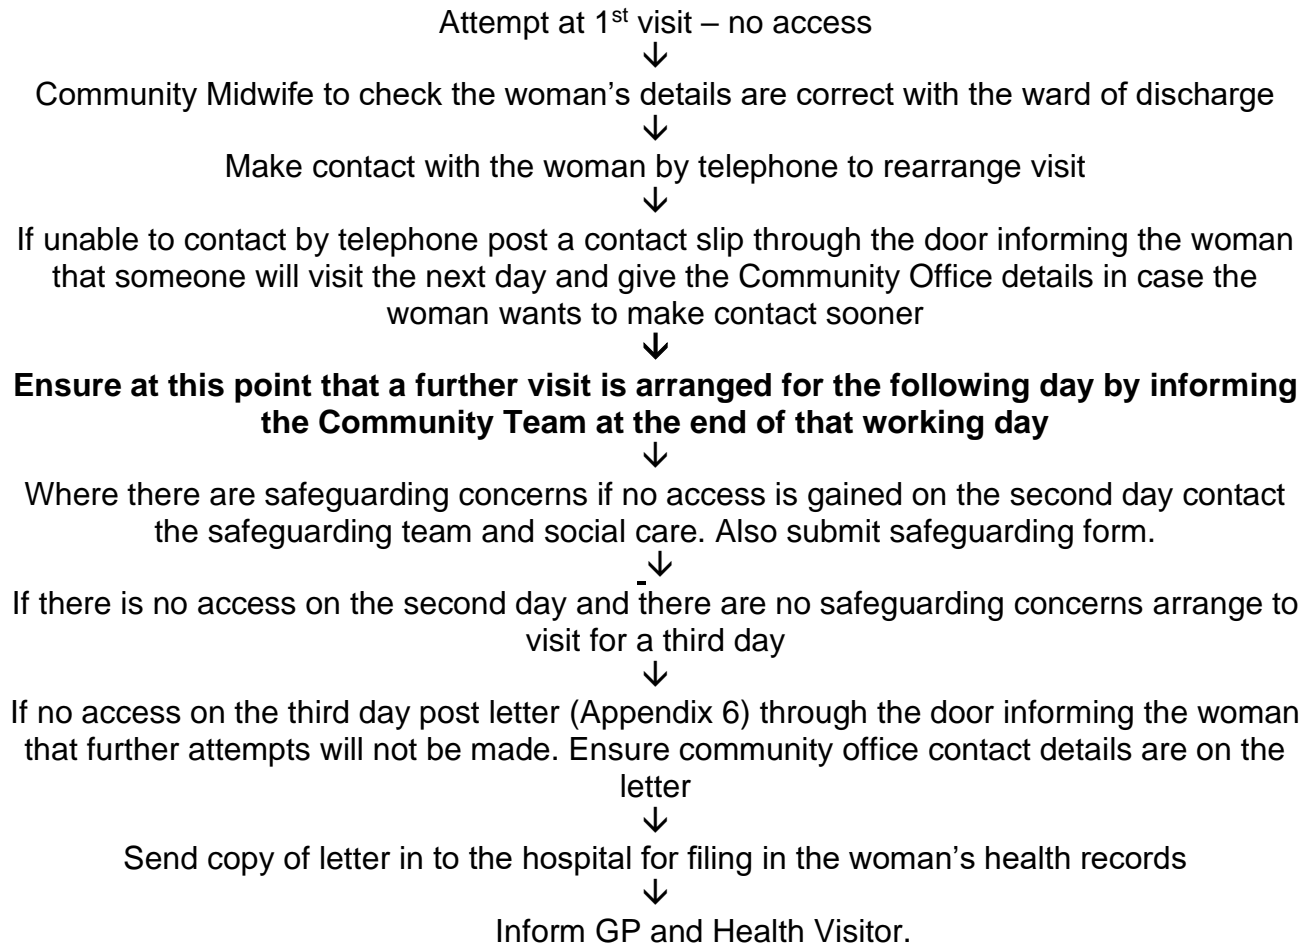 Attempt at 1st visit – no access
↓
Community Midwife to check the woman’s details are correct with the ward of discharge
↓
Make contact with the woman by telephone to rearrange visit
↓
If unable to contact by telephone post a contact slip through the door informing the woman
that someone will visit the next day and give the Community Office details in case the
woman wants to make contact sooner
↓
Ensure at this point that a further visit is arranged for the following day by informing
the Community Team at the end of that working day
↓
Where there are safeguarding concerns if no access is gained on the second day contact
the safeguarding team and social care. Also submit safeguarding form.
↓
If there is no access on the second day and there are no safeguarding concerns arrange to
visit for a third day
↓
If no access on the third day post letter (Appendix 6) through the door informing the woman
that further attempts will not be made. Ensure community office contact details are on the
letter
↓
Send copy of letter in to the hospital for filing in the woman’s health records
↓
Inform GP and Health Visitor.